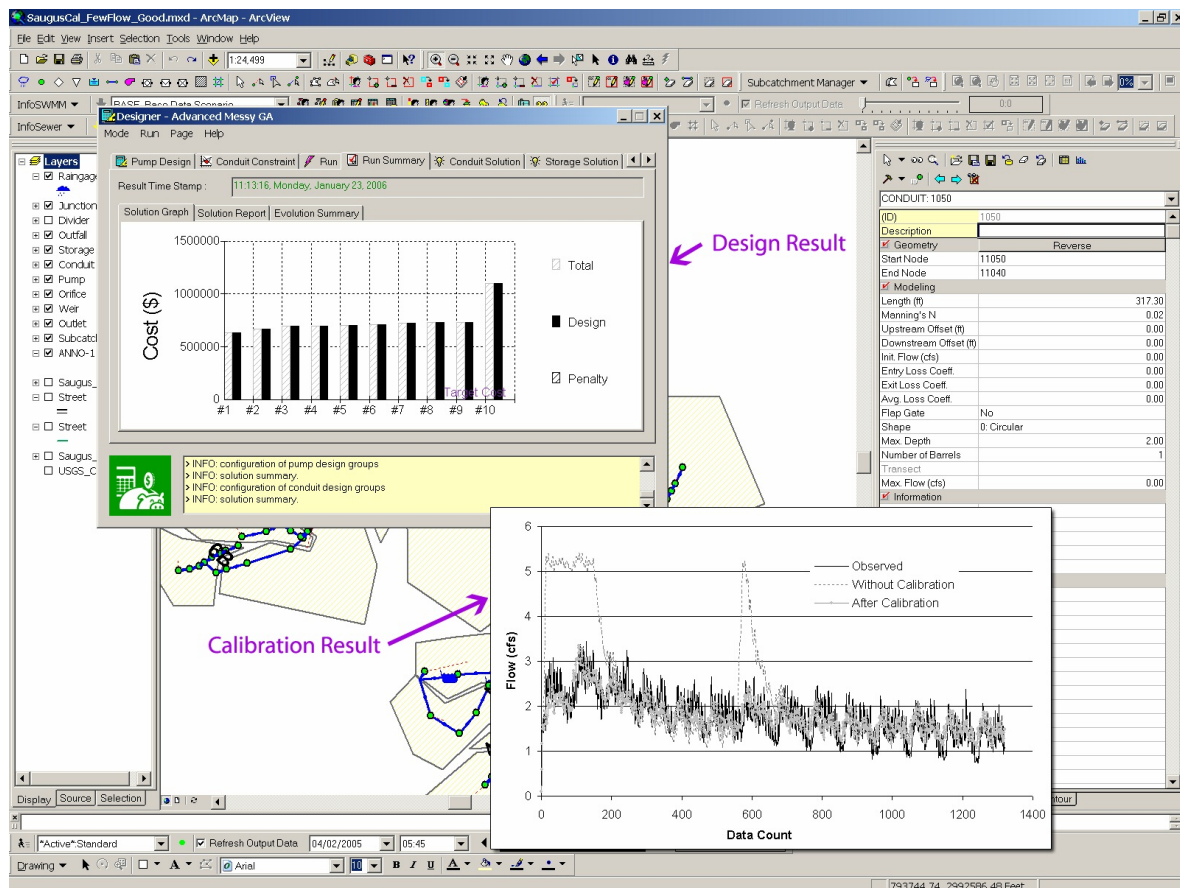 SaugusCal_FewFlow_Good.mxd - ArcMap - ArcView
File Edit View Insert Selection Tools Window Help
1:24,499
Subcatchment Manager
0%
InfoSWMM
BASE, Base Data Scenario
Refresh Output Data
0:0
InfoSewer
Designer - Advanced Messy GA
Mode Run Page Help
Pump Design Conduit Constraint Run Run Summary Conduit Solution Storage Solution
Result Time Stamp :
11:13:16, Monday, January 23, 2006
Solution Graph Solution Report Evolution Summary
Cost ($)
1500000
1000000
500000
0
#1 #2 #3 #4 #5 #6 #7 #8 #9 #10
Target Cost
Total
Design
Penalty
> INFO: configuration of pump design groups
> INFO: solution summary.
> INFO: configuration of conduit design groups
> INFO: solution summary.
Layers
Raingage
Junction
Divider
Outfall
Storage
Conduit
Pump
Orifice
Weir
Outlet
Subcatch
ANNO-1
Saugus_
Street
Street
Saugus_
USGS_C
Display Source Selection
Design Result
Calibration Result
CONDUIT: 1050
(ID) 1050
Description
Geometry Reverse
Start Node 11050
End Node 11040
Modeling
Length (ft) 317.30
Manning's N 0.02
Upstream Offset (ft) 0.00
Downstream Offset (ft) 0.00
Init. Flow (cfs) 0.00
Entry Loss Coeff. 0.00
Exit Loss Coeff. 0.00
Avg. Loss Coeff. 0.00
Flap Gate No
Shape 0: Circular
Max. Depth 2.00
Number of Barrels 1
Transect
Max. Flow (cfs) 0.00
Information
Flow (cfs)
6
5
4
3
2
1
0
0 200 400 600 800 1000 1200 1400
Data Count
Observed
Without Calibration
After Calibration
ntour
*Active*:Standard
Refresh Output Data
04/02/2005
05:45
Drawing
A
Arial
10
B I U A
793744.74 2992586.48 Feet